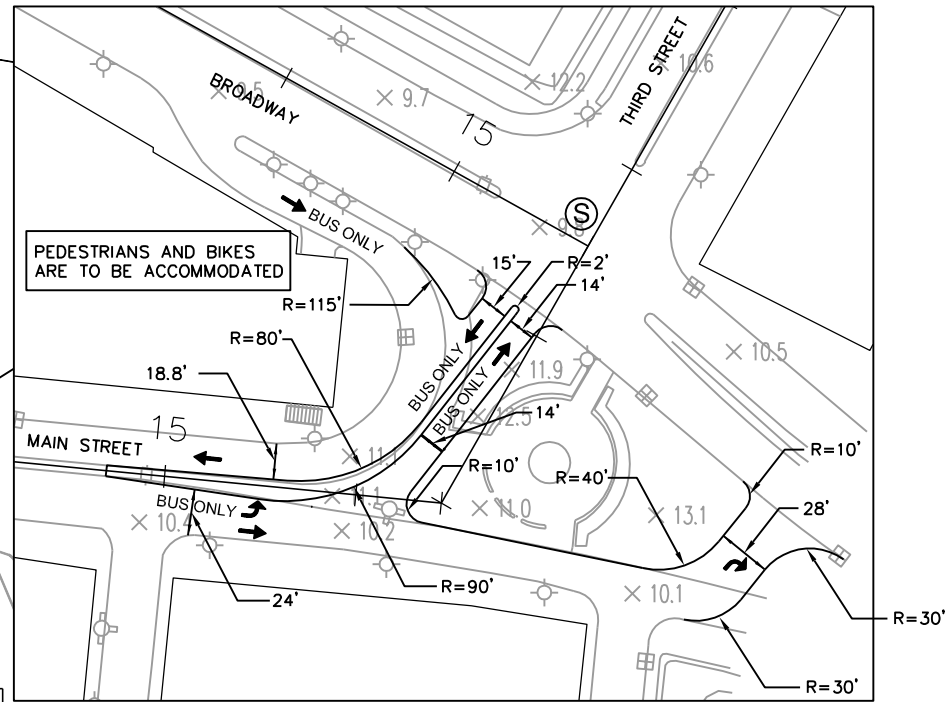 THIRD STREET
10.6
BROADWAY
9.5
12.2
9.7
15
S
9.8
BUS ONLY
PEDESTRIANS AND BIKES
ARE TO BE ACCOMMODATED
15'
R=2'
14'
R=115'
R=80'
BUS ONLY
10.5
11.9
18.8'
BUS ONLY
12.5
14'
15
MAIN STREET
11.1
R=10'
R=10'
R=40'
11.1
BUS ONLY
11.0
13.1
28'
10.4
10.2
R=90'
24'
10.1
R=30'
R=30'